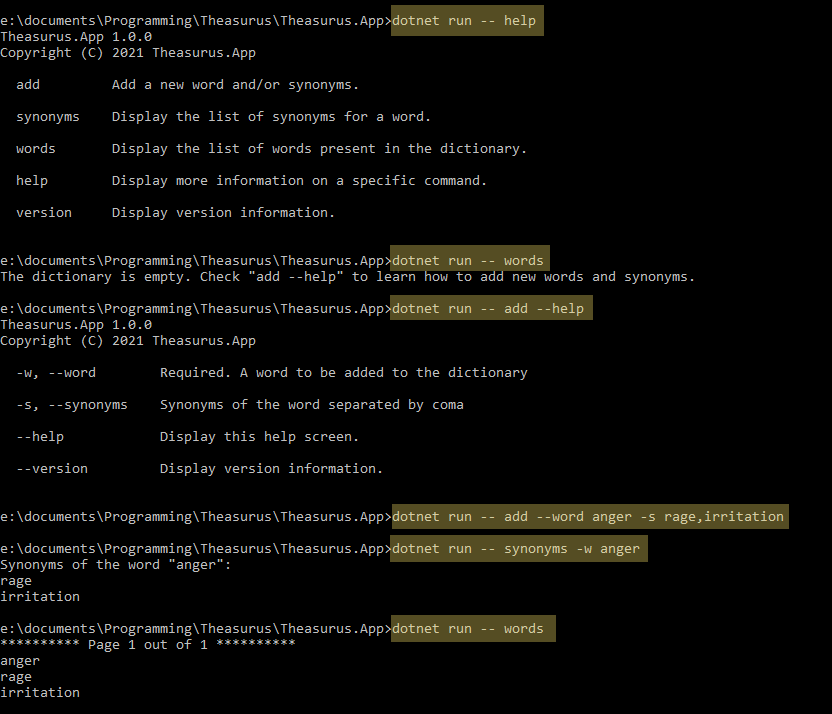 e:\documents\Programming\Theasurus\Theasurus.App>dotnet run -- help
Theasurus.App 1.0.0
Copyright (C) 2021 Theasurus.App
add Add a new word and/or synonyms.
synonyms Display the list of synonyms for a word.
words Display the list of words present in the dictionary.
help Display more information on a specific command.
version Display version information.
e:\documents\Programming\Theasurus\Theasurus.App>dotnet run -- words
The dictionary is empty. Check "add --help" to learn how to add new words and synonyms.
e:\documents\Programming\Theasurus\Theasurus.App>dotnet run -- add --help
Theasurus.App 1.0.0
Copyright (C) 2021 Theasurus.App
-w, --word Required. A word to be added to the dictionary
-s, --synonyms Synonyms of the word separated by coma
--help Display this help screen.
--version Display version information.
e:\documents\Programming\Theasurus\Theasurus.App>dotnet run -- add --word anger -s rage,irritation
e:\documents\Programming\Theasurus\Theasurus.App>dotnet run -- synonyms -w anger
Synonyms of the word "anger":
rage
irritation
e:\documents\Programming\Theasurus\Theasurus.App>dotnet run -- words
********** Page 1 out of 1 **********
anger
rage
irritation